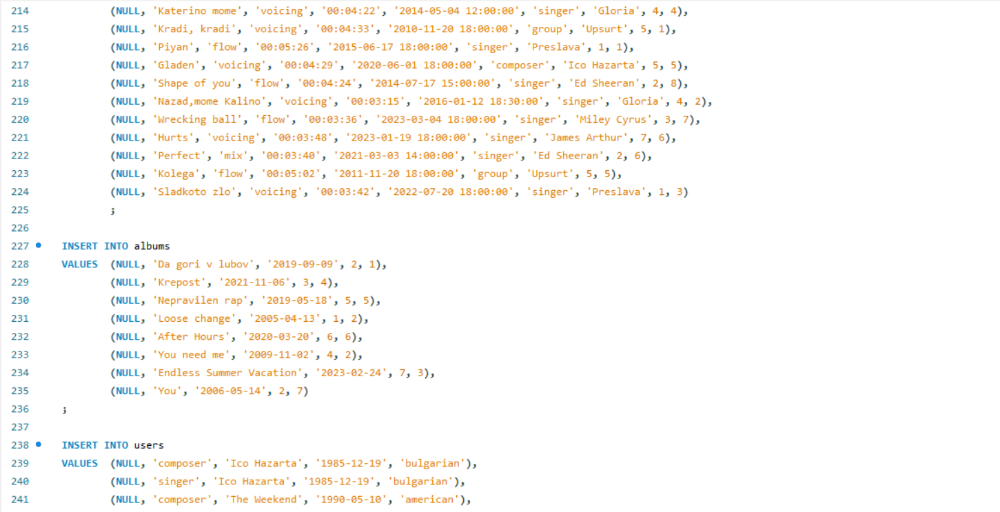 214 (NULL, 'Katerino mome', 'voicing', '00:04:22', '2014-05-04 12:00:00', 'singer', 'Gloria', 4, 4),
215 (NULL, 'Kradi, kradi', 'voicing', '00:04:33', '2010-11-20 18:00:00', 'group', 'Upsurt', 5, 1),
216 (NULL, 'Piyan', 'flow', '00:05:26', '2015-06-17 18:00:00', 'singer', 'Preslava', 1, 1),
217 (NULL, 'Gladen', 'voicing', '00:04:29', '2020-06-01 18:00:00', 'composer', 'Ico Hazarta', 5, 5),
218 (NULL, 'Shape of you', 'flow', '00:04:24', '2014-07-17 15:00:00', 'singer', 'Ed Sheeran', 2, 8),
219 (NULL, 'Nazad,mome Kalino', 'voicing', '00:03:15', '2016-01-12 18:30:00', 'singer', 'Gloria', 4, 2),
220 (NULL, 'Wrecking ball', 'flow', '00:03:36', '2023-03-04 18:00:00', 'singer', 'Miley Cyrus', 3, 7),
221 (NULL, 'Hurts', 'voicing', '00:03:48', '2023-01-19 18:00:00', 'singer', 'James Arthur', 7, 6),
222 (NULL, 'Perfect', 'mix', '00:03:40', '2021-03-03 14:00:00', 'singer', 'Ed Sheeran', 2, 6),
223 (NULL, 'Kolega', 'flow', '00:05:02', '2011-11-20 18:00:00', 'group', 'Upsurt', 5, 5),
224 (NULL, 'Sladkoto zlo', 'voicing', '00:03:42', '2022-07-20 18:00:00', 'singer', 'Preslava', 1, 3)
225 ;
226
227 INSERT INTO albums
228 VALUES (NULL, 'Da gori v lubov', '2019-09-09', 2, 1),
229 (NULL, 'Krepost', '2021-11-06', 3, 4),
230 (NULL, 'Nepravilen rap', '2019-05-18', 5, 5),
231 (NULL, 'Loose change', '2005-04-13', 1, 2),
232 (NULL, 'After Hours', '2020-03-20', 6, 6),
233 (NULL, 'You need me', '2009-11-02', 4, 2),
234 (NULL, 'Endless Summer Vacation', '2023-02-24', 7, 3),
235 (NULL, 'You', '2006-05-14', 2, 7)
236 ;
237
238 INSERT INTO users
239 VALUES (NULL, 'composer', 'Ico Hazarta', '1985-12-19', 'bulgarian'),
240 (NULL, 'singer', 'Ico Hazarta', '1985-12-19', 'bulgarian'),
241 (NULL, 'composer', 'The Weekend', '1990-05-10', 'american'),